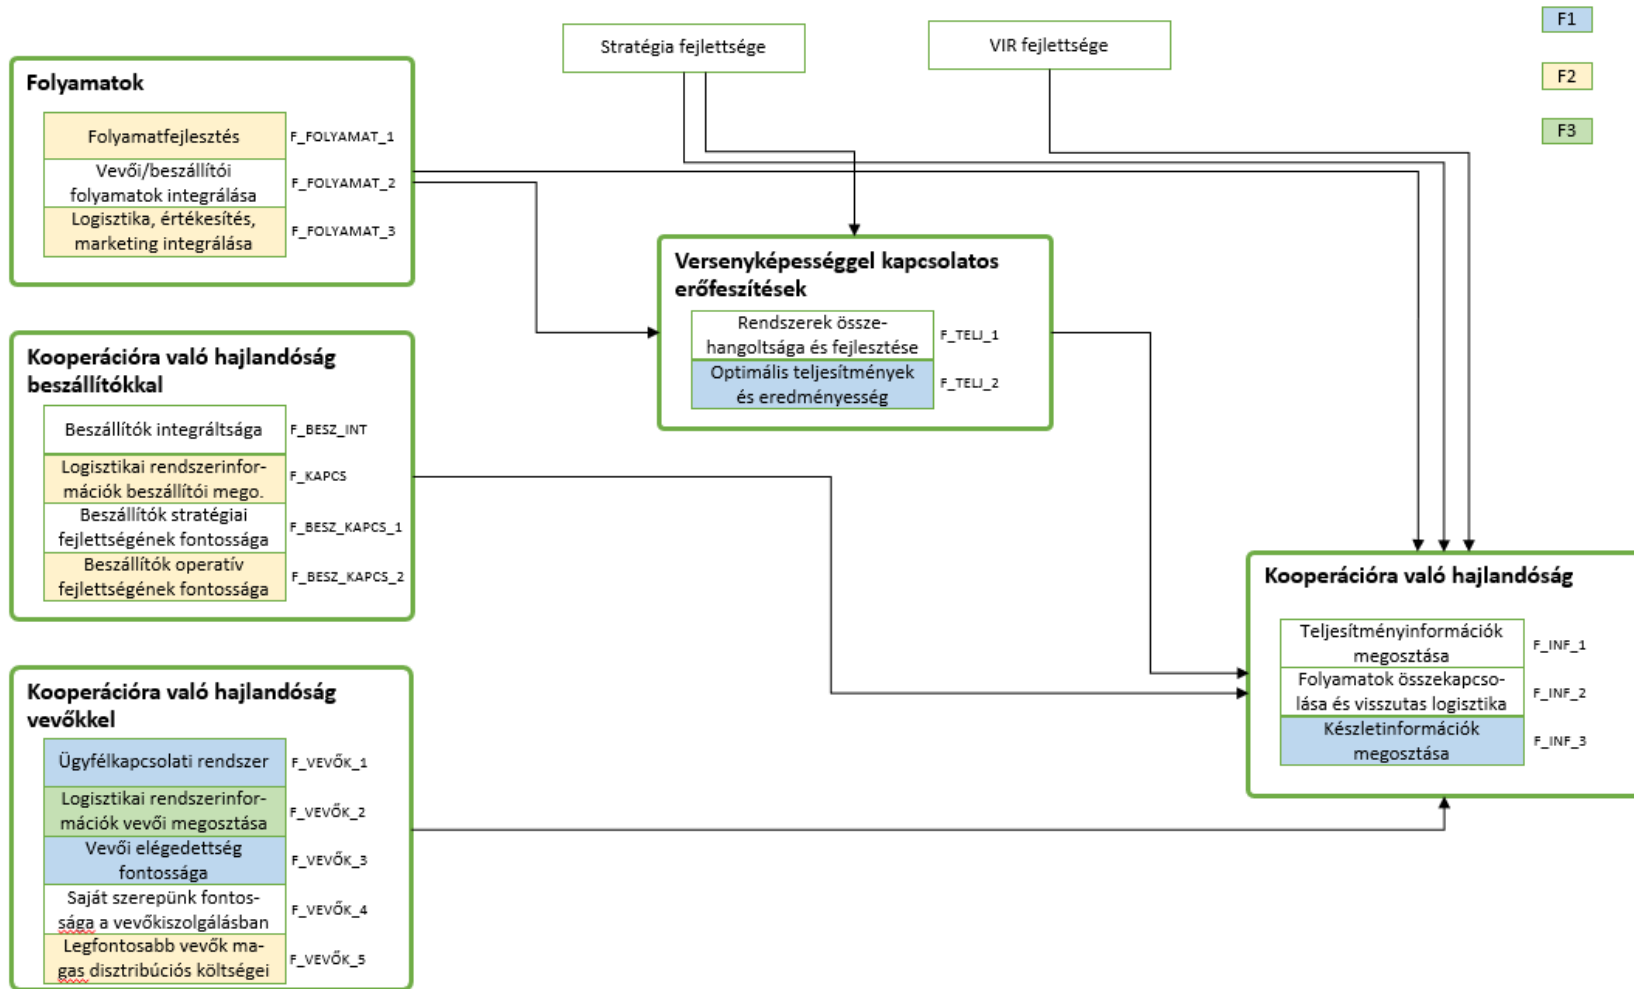 Stratégia fejlettsége
VIR fejlettsége
F1
F2
F3
Folyamatok
Folyamatfejlesztés
F_FOLYAMAT_1
Vevői/beszállítói
folyamatok integrálása
F_FOLYAMAT_2
Logisztika, értékesítés,
marketing integrálása
F_FOLYAMAT_3
Versenyképességgel kapcsolatos
erőfeszítések
Rendszerek össze-
hangoltsága és fejlesztése
F_TELJ_1
Optimális teljesítmények
és eredményesség
F_TELJ_2
Kooperációra való hajlandóság
beszállítókkal
Beszállítók integráltsága
F_BESZ_INT
Logisztikai rendszerinfor-
mációk beszállítói mego.
F_KAPCS
Beszállítók stratégiai
fejlettségének fontossága
F_BESZ_KAPCS_1
Beszállítók operatív
fejlettségének fontossága
F_BESZ_KAPCS_2
Kooperációra való hajlandóság
Teljesítményinformációk
megosztása
F_INF_1
Folyamatok összekapcso-
lása és visszutas logisztika
F_INF_2
Készletinformációk
megosztása
F_INF_3
Kooperációra való hajlandóság
vevőkkel
Ügyfélkapcsolati rendszer
F_VEVŐK_1
Logisztikai rendszerinfor-
mációk vevői megosztása
F_VEVŐK_2
Vevői elégedettség
fontossága
F_VEVŐK_3
Saját szerepünk fontos-
sága a vevőkiszolgálásban
F_VEVŐK_4
Legfontosabb vevők ma-
gas disztribúciós költségei
F_VEVŐK_5